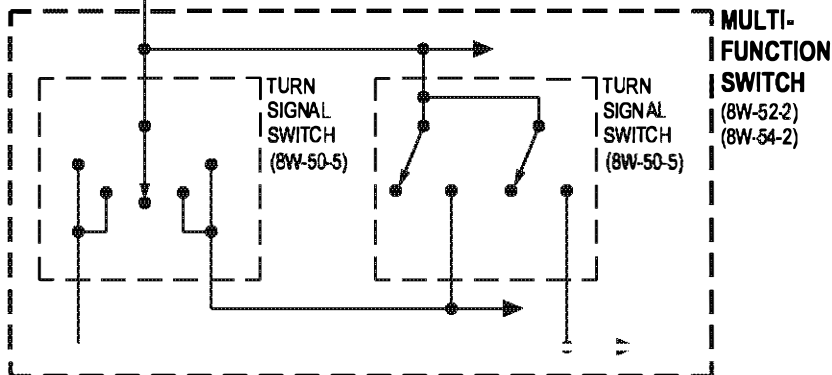 MULTI-
FUNCTION
SWITCH
(8W-52-2)
(8W-54-2)
TURN
SIGNAL
SWITCH
(8W-50-5)
TURN
SIGNAL
SWITCH
(8W-50-5)